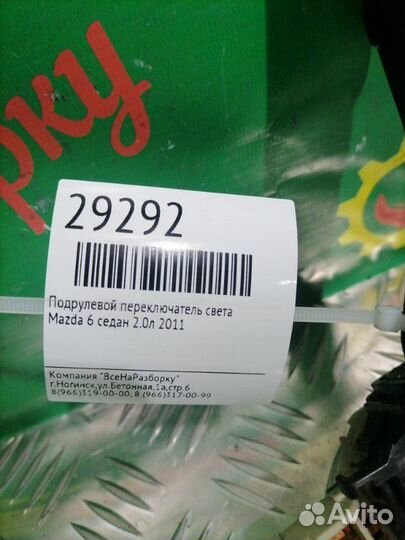 рку
29292
Подрулевой переключатель света
Mazda 6 седан 2.0л 2011
Компания "ВсеНаРазборку"
г.Ногинск,ул.Бетонная,1а,стр.6
8(966)319-00-00, 8 (966)317-00-99
Avito